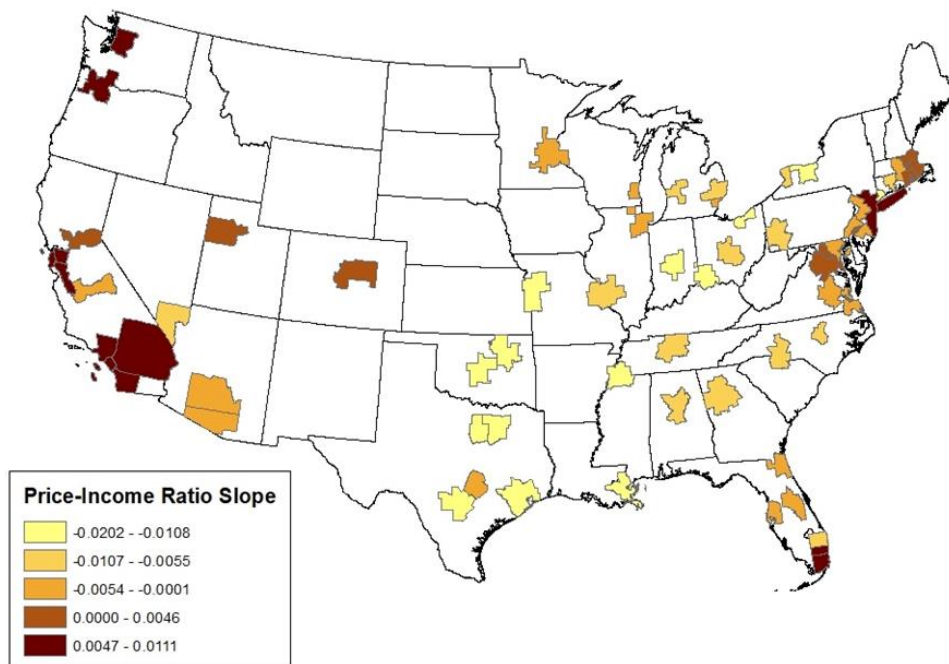 Price-Income Ratio Slope
-0.0202 - -0.0108
-0.0107 - -0.0055
-0.0054 - -0.0001
0.0000 - 0.0046
0.0047 - 0.0111